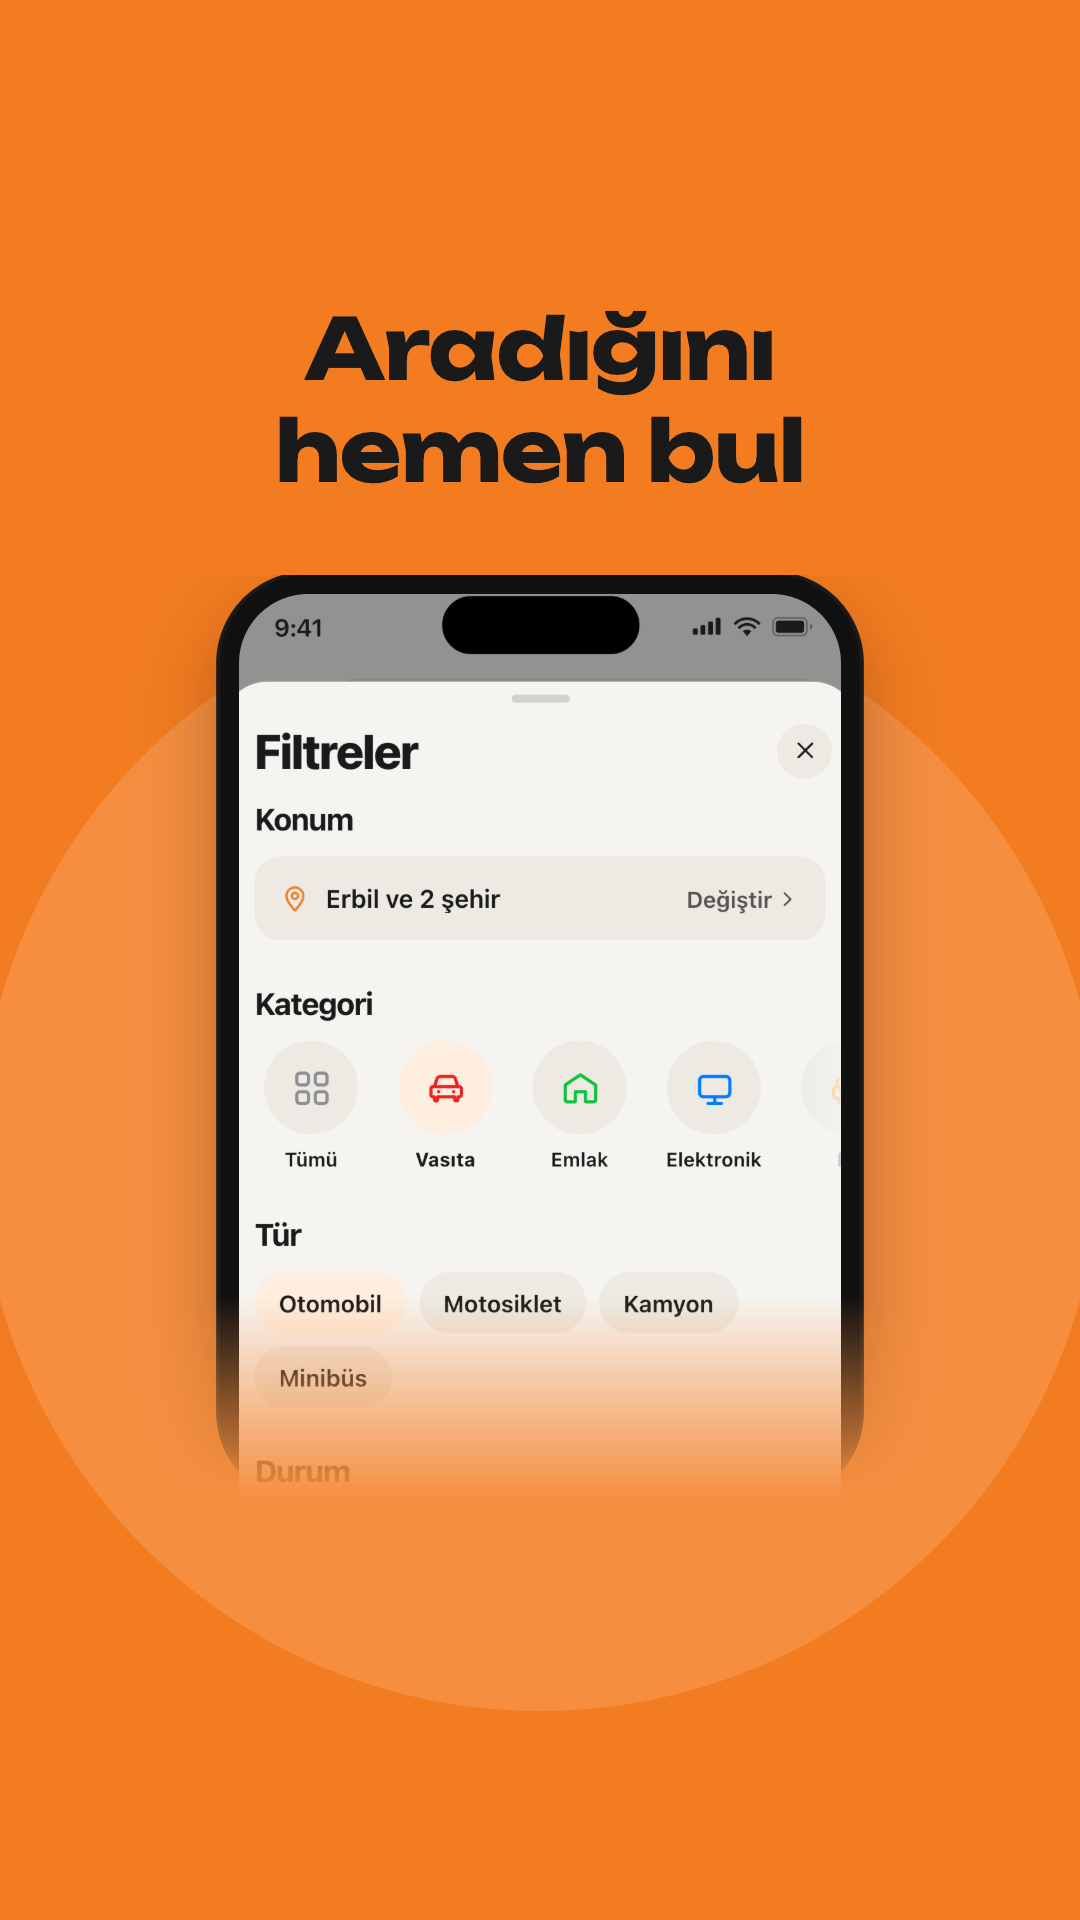 Aradığını
hemen bul
9:41
Filtreler
Konum
Erbil ve 2 şehir
Değiştir
Kategori
Tümü
Vasıta
Emlak
Elektronik
Tür
Otomobil
Motosiklet
Kamyon
Minibüs
Durum